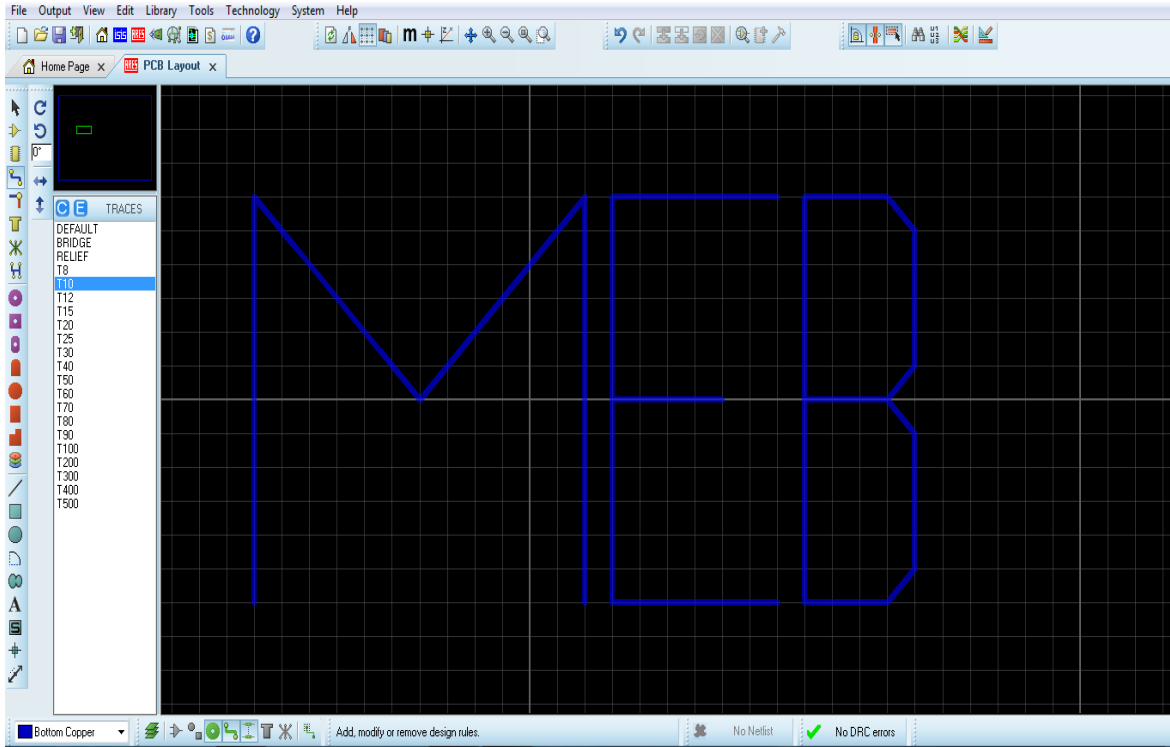 File Output View Edit Library Tools Technology System Help
Home Page x PCB Layout x
0°
C E TRACES
DEFAULT
BRIDGE
RELIEF
T8
T10
T12
T15
T20
T25
T30
T40
T50
T60
T70
T80
T90
T100
T200
T300
T400
T500
MEB
Bottom Copper Add, modify or remove design rules. No Netlist No DRC errors